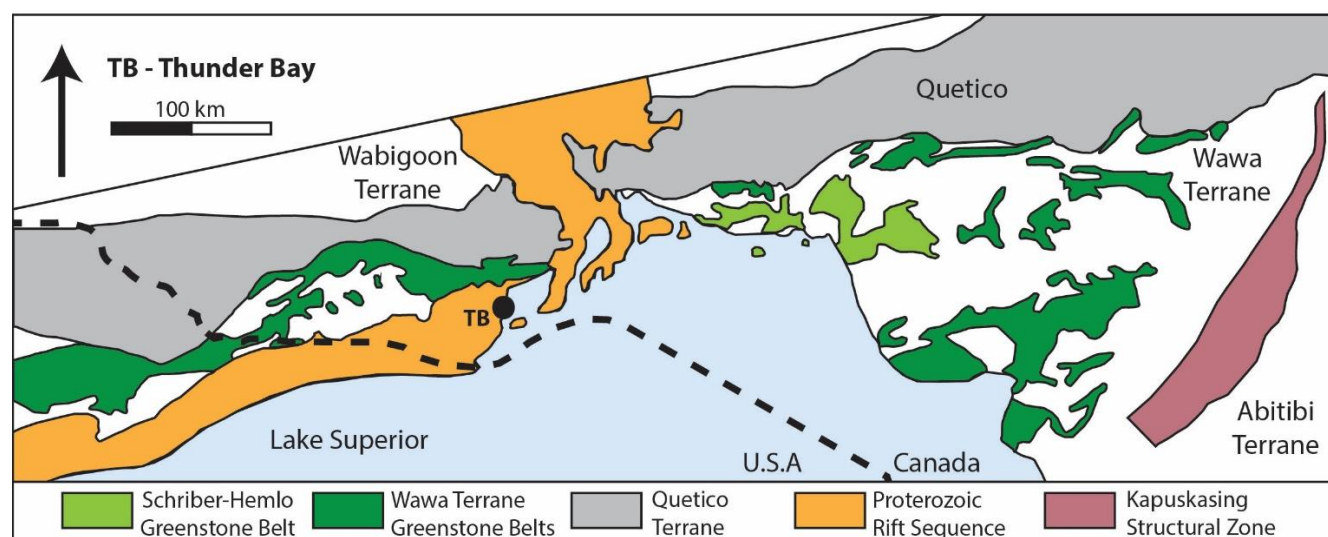 TB - Thunder Bay
100 km
Quetico
Wabigoon
Terrane
Wawa
Terrane
TB
Abitibi
Terrane
Lake Superior
U.S.A
Canada
Schriber-Hemlo
Greenstone Belt
Wawa Terrane
Greenstone Belts
Quetico
Terrane
Proterozoic
Rift Sequence
Kapuskasing
Structural Zone